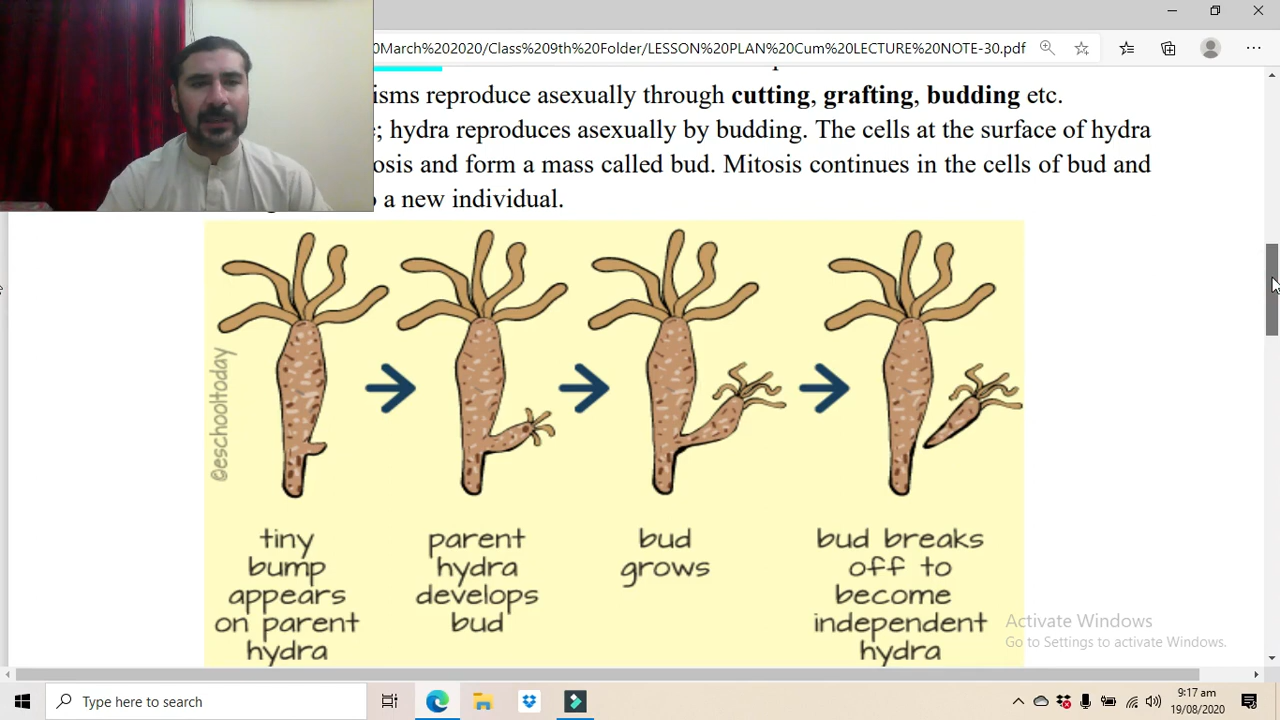 March%202020/Class%209th%20Folder/LESSON%20PLAN%20Cum%20LECTURE%20NOTE-30.pdf
isms reproduce asexually through cutting, grafting, budding etc.
; hydra reproduces asexually by budding. The cells at the surface of hydra
osis and form a mass called bud. Mitosis continues in the cells of bud and
a new individual.
@eschooltoday
tiny
bump
appears
on parent
hydra
parent
hydra
develops
bud
bud
grows
bud breaks
off to
become
independent
hydra
Activate Windows
Go to Settings to activate Windows.
Type here to search
9:17 am
19/08/2020